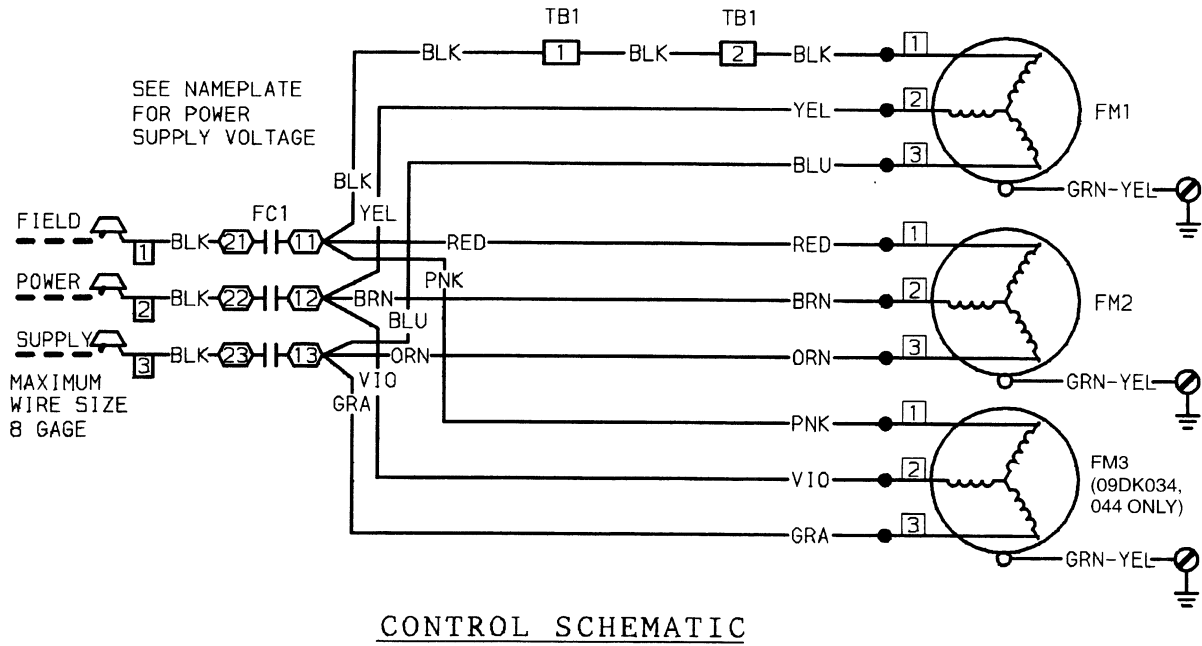 TB1 TB1
BLK 1 BLK 2 BLK 1
SEE NAMEPLATE
FOR POWER
SUPPLY VOLTAGE
YEL 2 FM1
BLU 3
BLK
GRN-YEL
FIELD FC1 YEL
1 BLK 21 11 RED RED 1
PNK
POWER
2 BLK 22 12 BRN BRN 2 FM2
BLU
SUPPLY
3 BLK 23 13 ORN ORN 3
VIO
GRN-YEL
MAXIMUM
WIRE SIZE
8 GAGE
GRA
PNK 1
VIO 2
FM3
(09DK034,
044 ONLY)
GRA 3
GRN-YEL
CONTROL SCHEMATIC